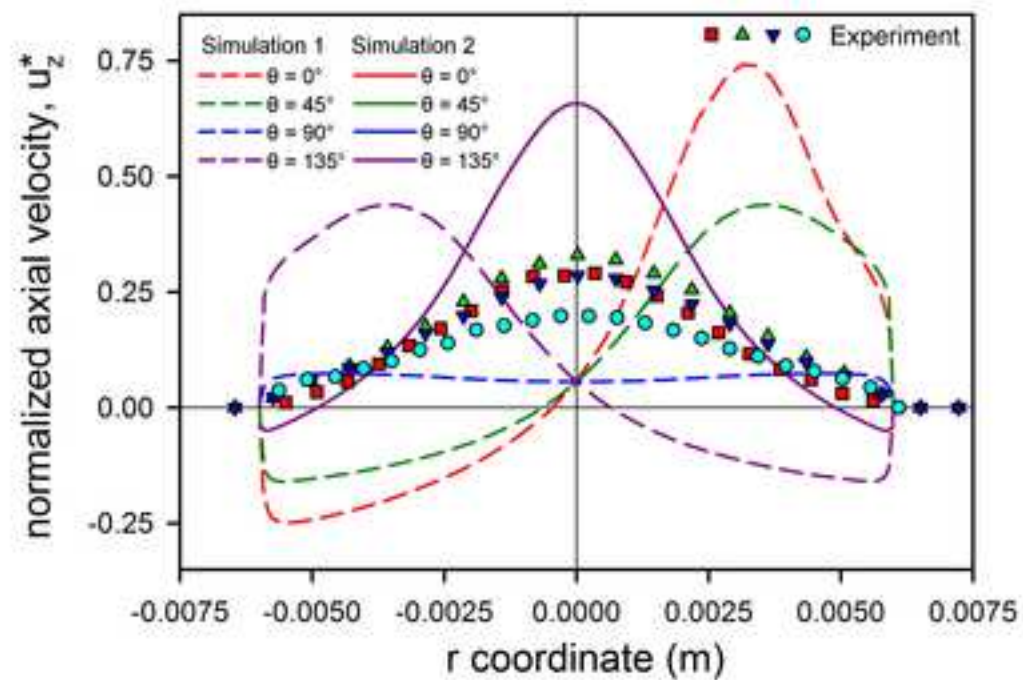 Simulation 1 Simulation 2
Experiment
θ = 0° θ = 0°
θ = 45° θ = 45°
θ = 90° θ = 90°
θ = 135° θ = 135°
normalized axial velocity, u*z
0.75
0.50
0.25
0.00
-0.25
-0.0075 -0.0050 -0.0025 0.0000 0.0025 0.0050 0.0075
r coordinate (m)